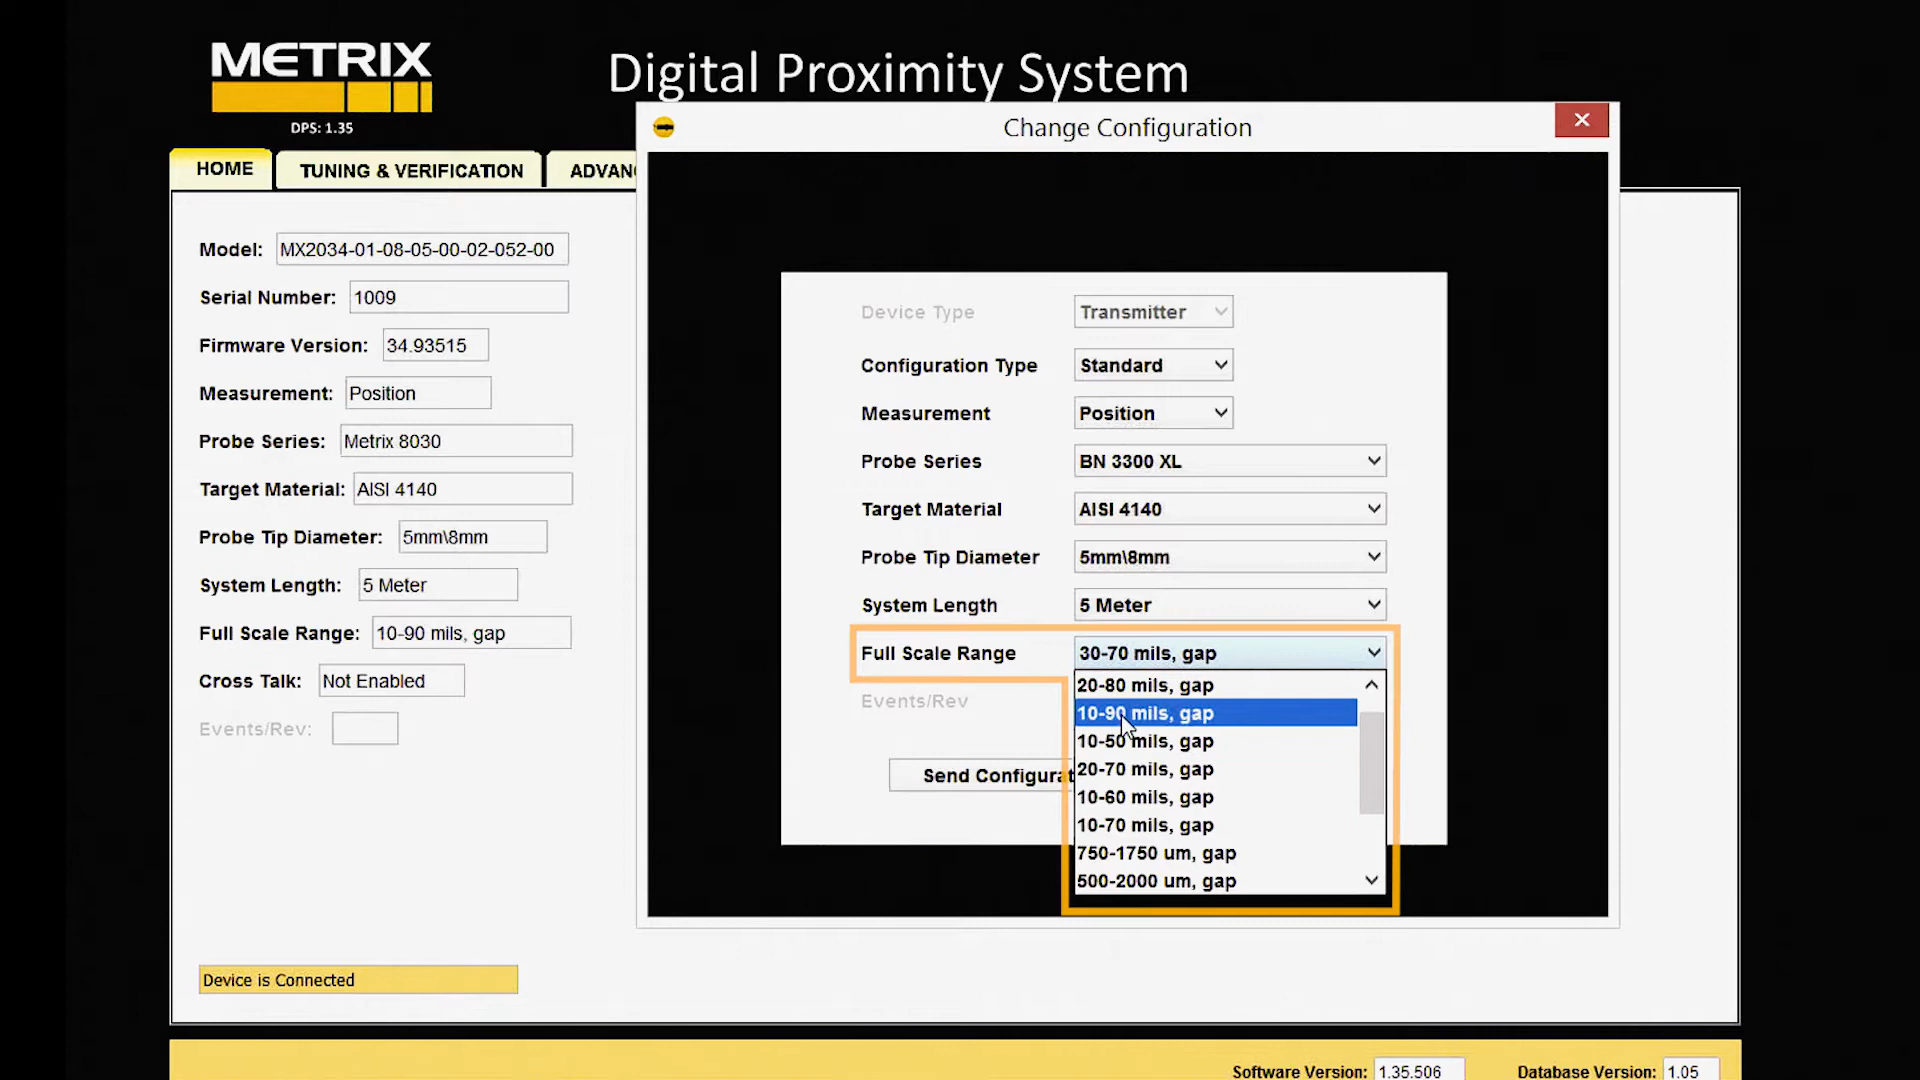 METRIX
DPS: 1.35
Digital Proximity System
HOME
TUNING & VERIFICATION
ADVAN
Model: MX2034-01-08-05-00-02-052-00
Serial Number: 1009
Firmware Version: 34.93515
Measurement: Position
Probe Series: Metrix 8030
Target Material: AISI 4140
Probe Tip Diameter: 5mm\8mm
System Length: 5 Meter
Full Scale Range: 10-90 mils, gap
Cross Talk: Not Enabled
Events/Rev:
Device is Connected
Change Configuration
Device Type Transmitter
Configuration Type Standard
Measurement Position
Probe Series BN 3300 XL
Target Material AISI 4140
Probe Tip Diameter 5mm\8mm
System Length 5 Meter
Full Scale Range 30-70 mils, gap
20-80 mils, gap
10-90 mils, gap
10-50 mils, gap
20-70 mils, gap
10-60 mils, gap
10-70 mils, gap
750-1750 um, gap
500-2000 um, gap
Events/Rev
Send Configurat
Software Version: 1.35.506
Database Version: 1.05